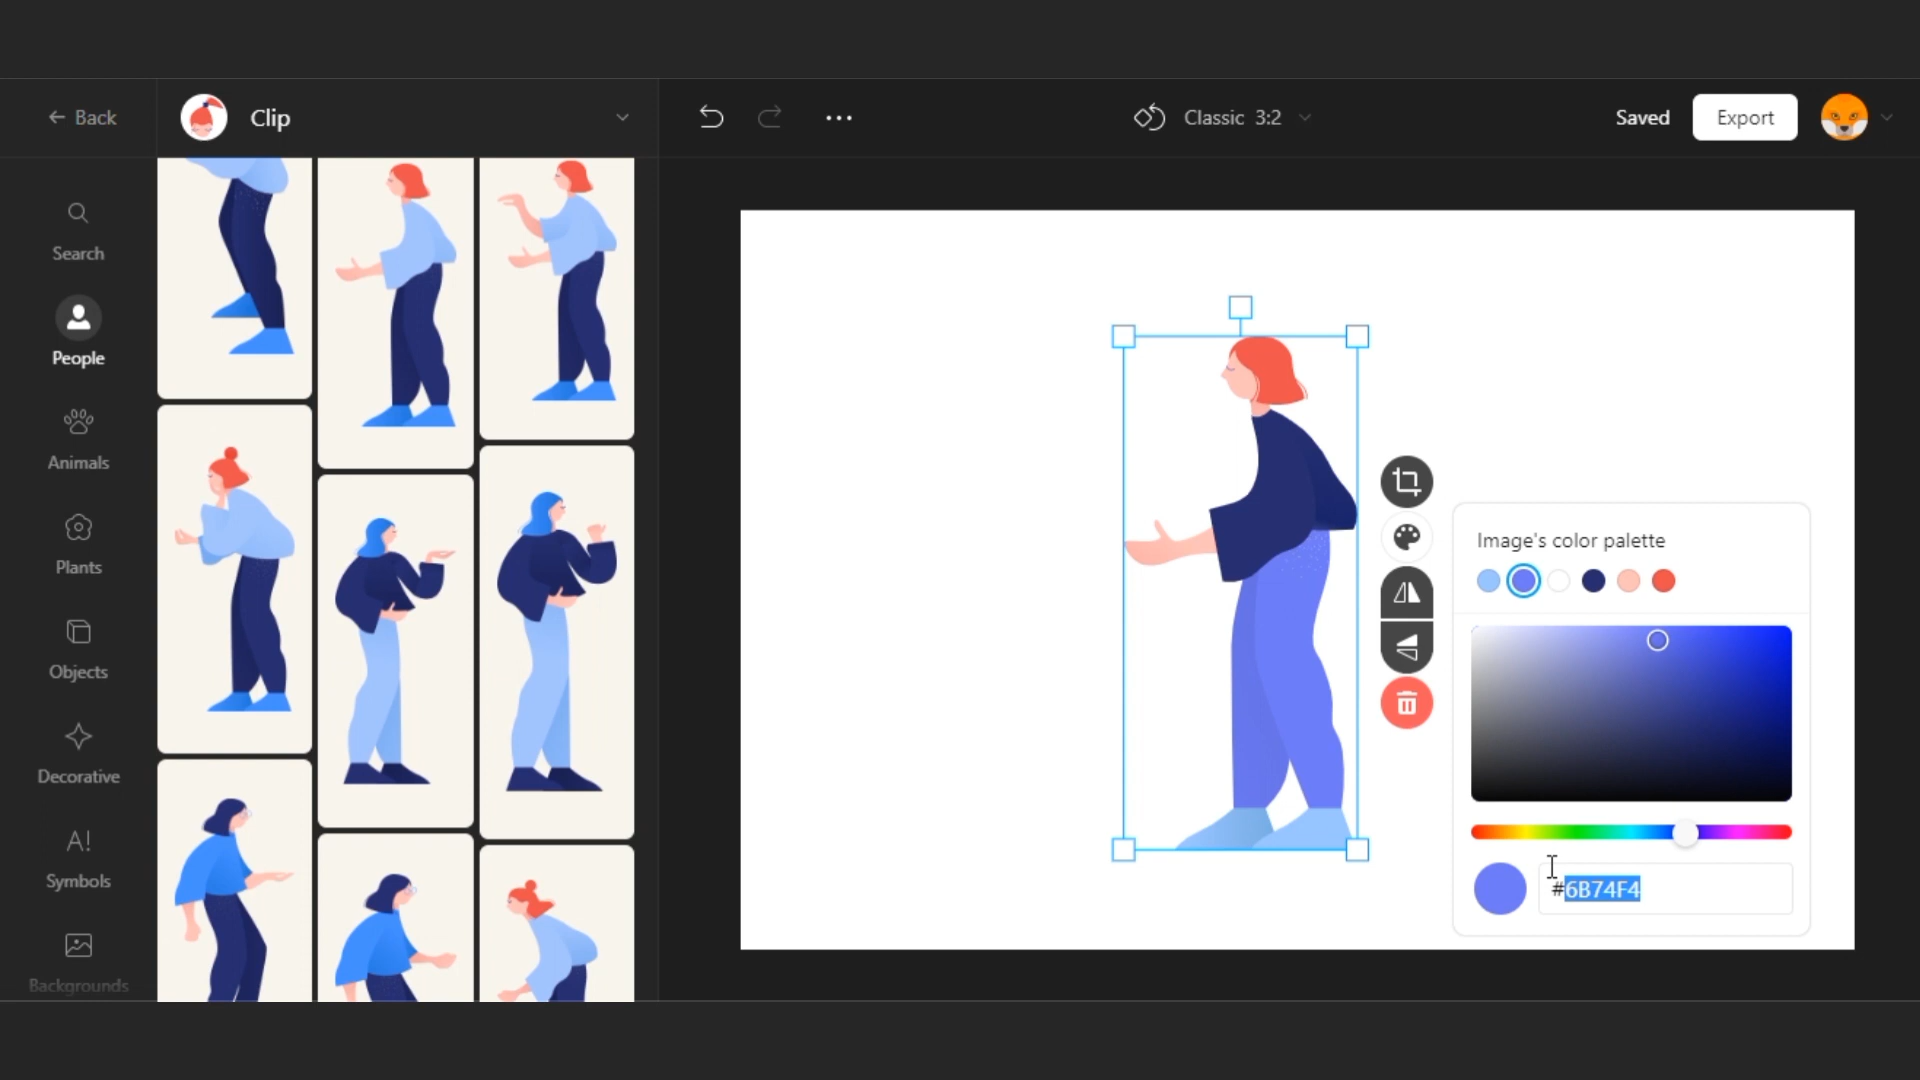 Back
Clip
Classic 3:2
Saved
Export
Search
People
Animals
Plants
Objects
Decorative
A!
Symbols
Backgrounds
Image's color palette
#6B74F4